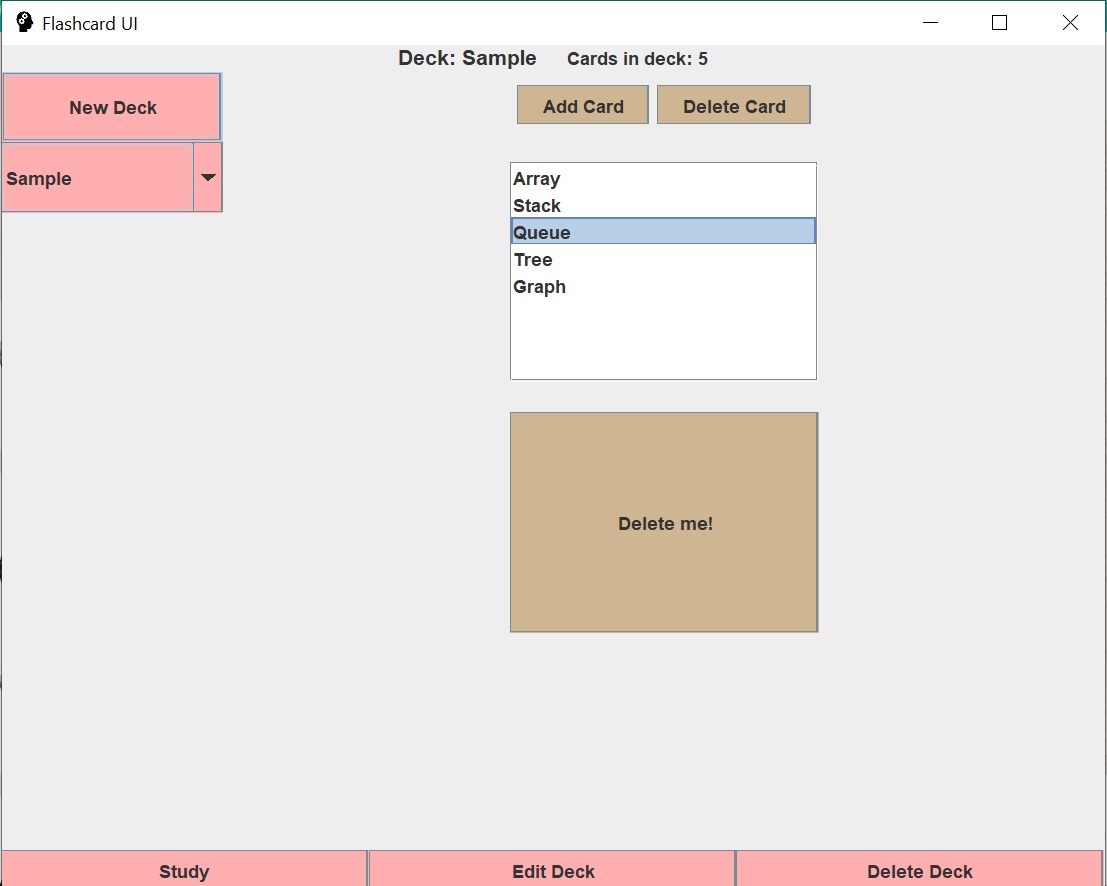 Flashcard UI
Deck: Sample Cards in deck: 5
New Deck
Add Card Delete Card
Sample
Array
Stack
Queue
Tree
Graph
Delete me!
Study Edit Deck Delete Deck